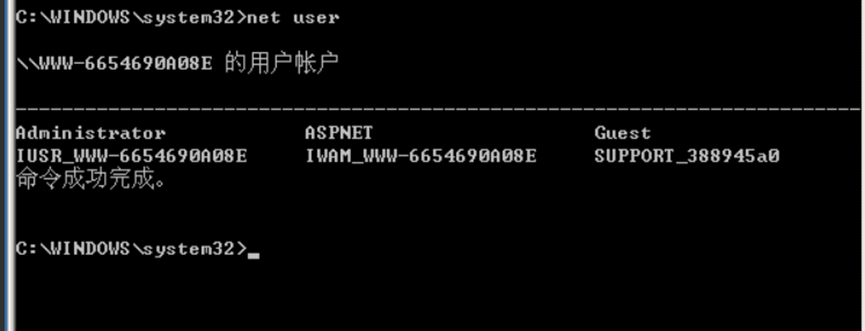 C:\WINDOWS\system32>net user
\\WWW-6654690A08E 的用户帐户
-------------------------------------------------------------------------------
Administrator ASPNET Guest
IUSR_WWW-6654690A08E IWAM_WWW-6654690A08E SUPPORT_388945a0
命令成功完成。
C:\WINDOWS\system32>_